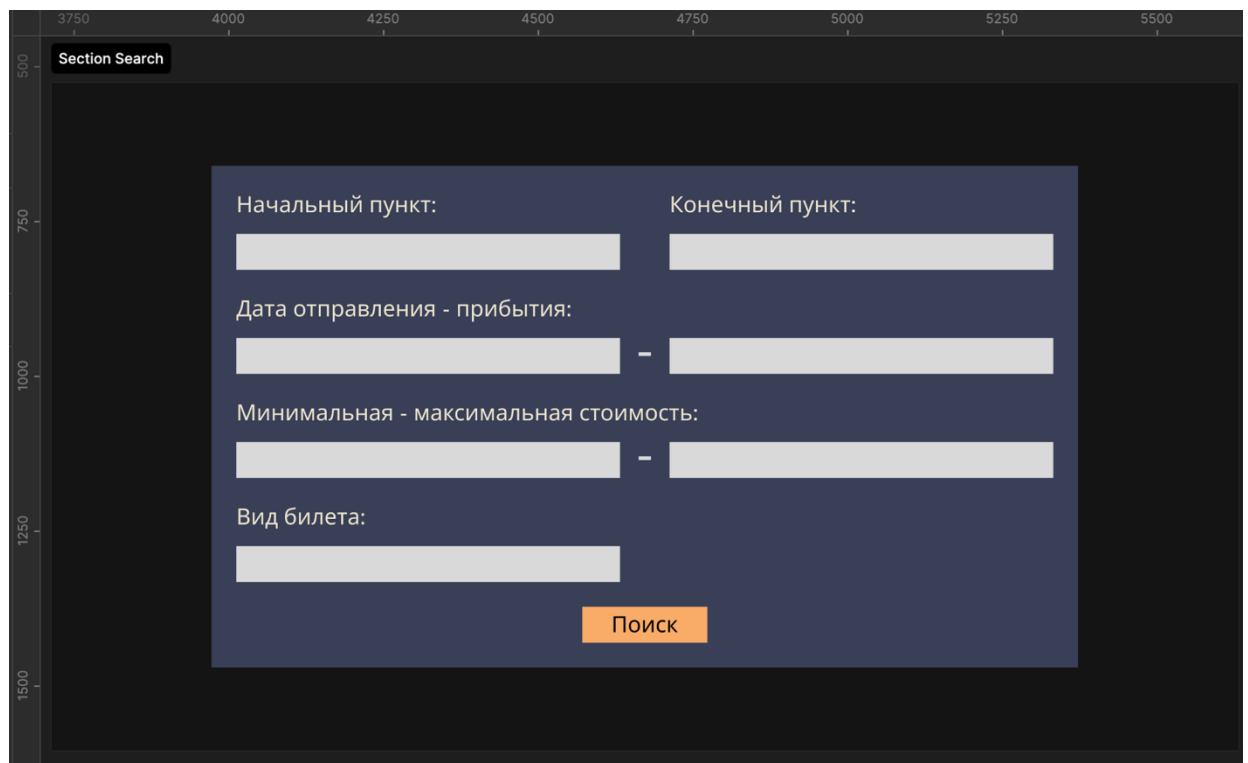 3750 4000 4250 4500 4750 5000 5250 5500
Section Search
500
750
1000
1250
1500
Начальный пункт: Конечный пункт:
Дата отправления - прибытия:
–
Минимальная - максимальная стоимость:
–
Вид билета:
Поиск